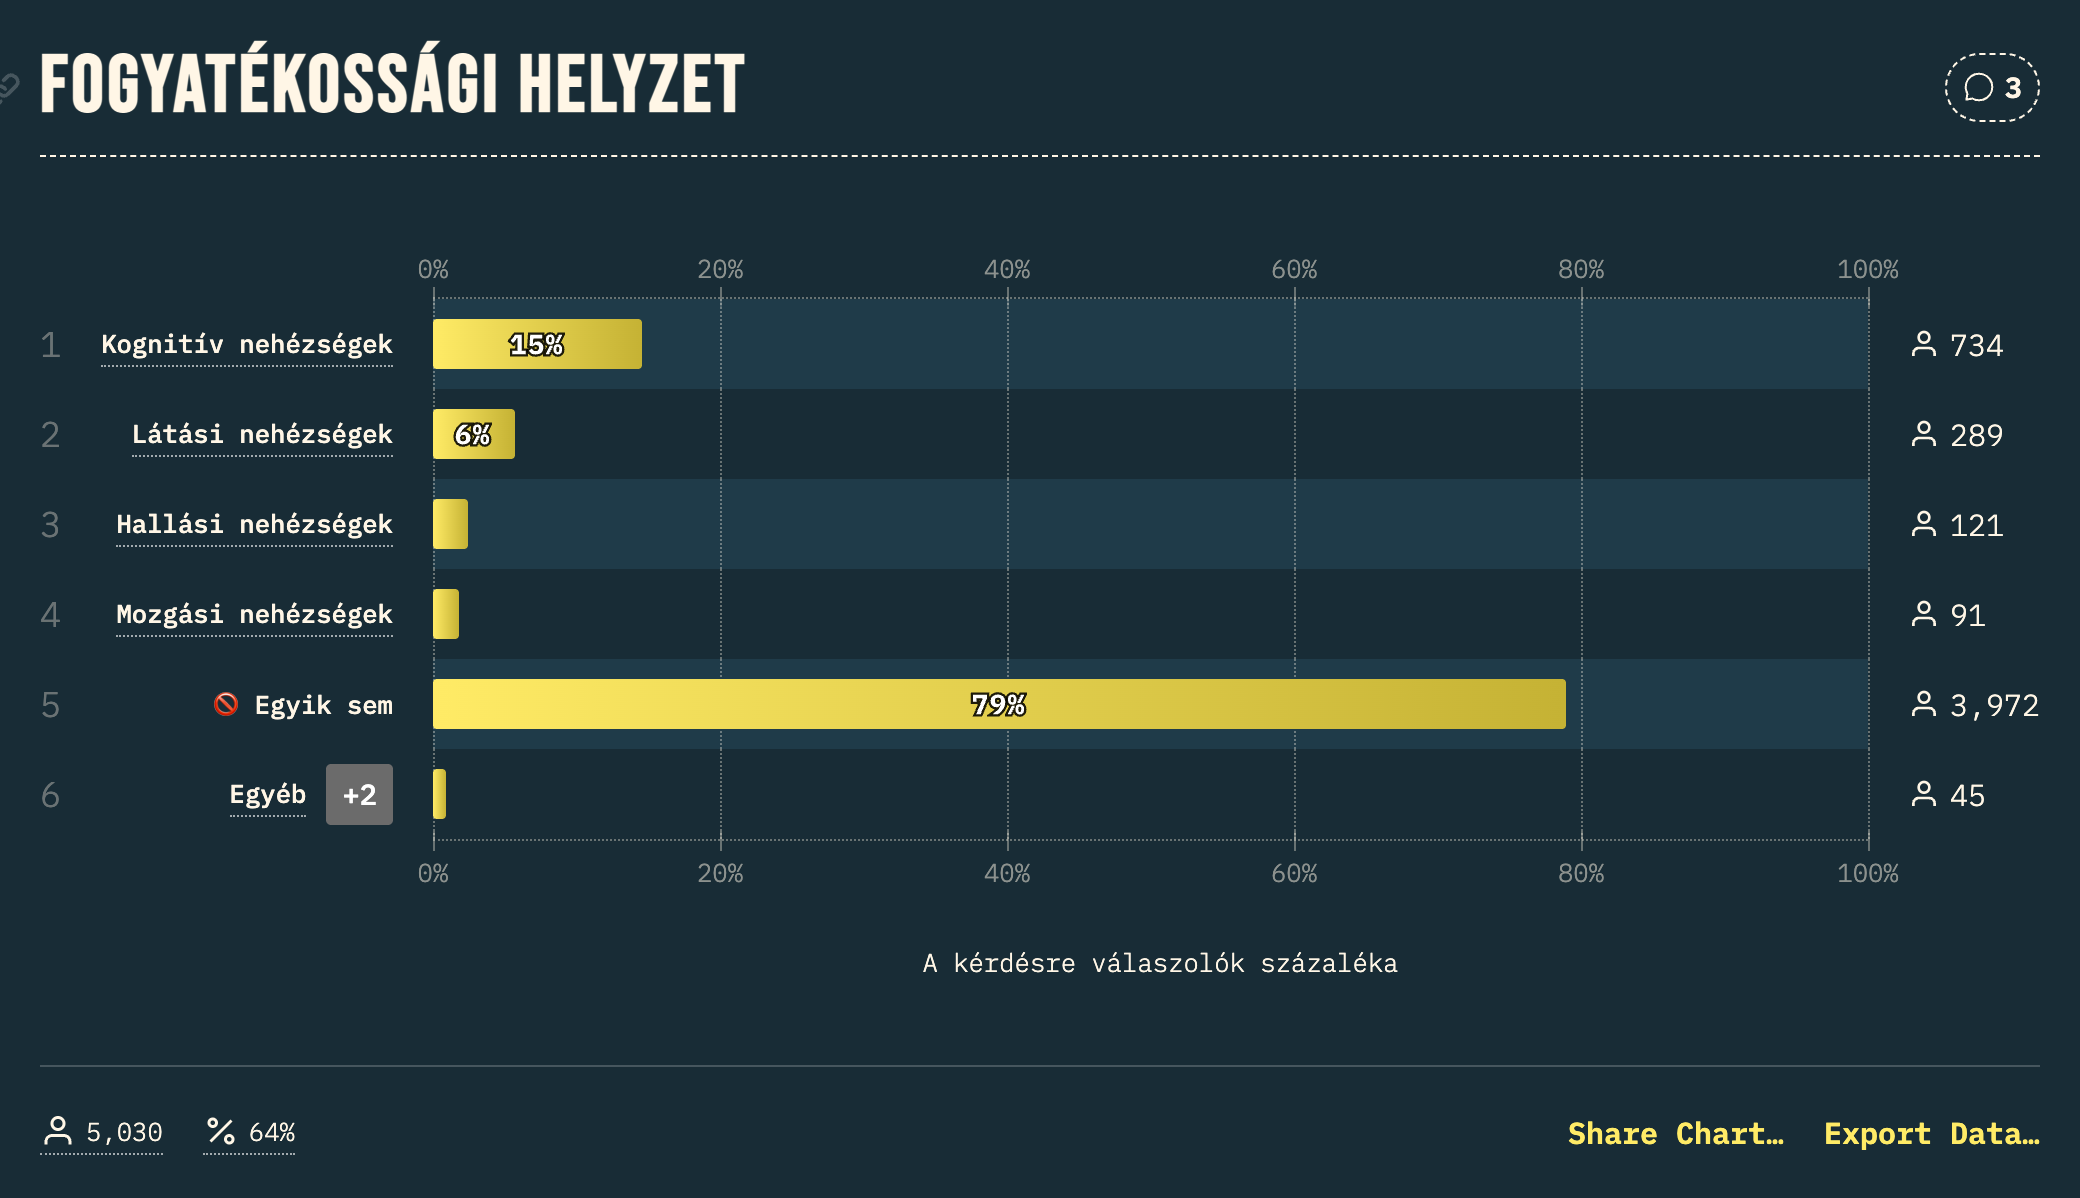 FOGYATÉKOSSÁGI HELYZET
3
0% 20% 40% 60% 80% 100%
1 Kognitív nehézségek 15% 734
2 Látási nehézségek 6% 289
3 Hallási nehézségek 121
4 Mozgási nehézségek 91
5 Egyik sem 79% 3,972
6 Egyéb +2 45
0% 20% 40% 60% 80% 100%
A kérdésre válaszolók százaléka
5,030 64% Share Chart… Export Data…